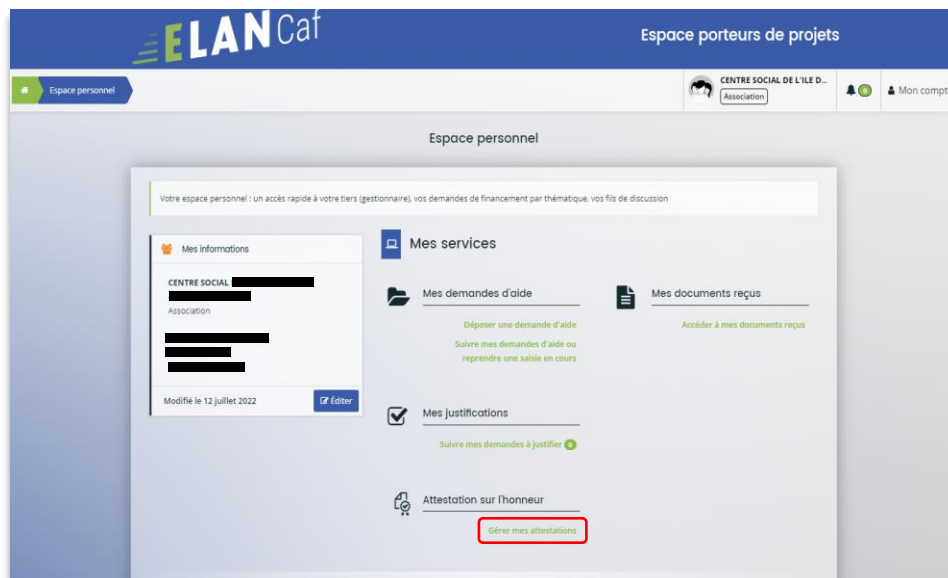 ELAN Caf
Espace porteurs de projets
Espace personnel
CENTRE SOCIAL DE L'ILE D...
Association
Mon compt
Espace personnel
Votre espace personnel : un accès rapide à votre tiers (gestionnaire), vos demandes de financement par thématique, vos fils de discussion
Mes informations
CENTRE SOCIAL
Association
Modifié le 12 juillet 2022
Éditer
Mes services
Mes demandes d'aide
Déposer une demande d'aide
Suivre mes demandes d'aide ou
reprendre une saisie en cours
Mes documents reçus
Accéder à mes documents reçus
Mes justifications
Suivre mes demandes à justifier 0
Attestation sur l'honneur
Gérer mes attestations